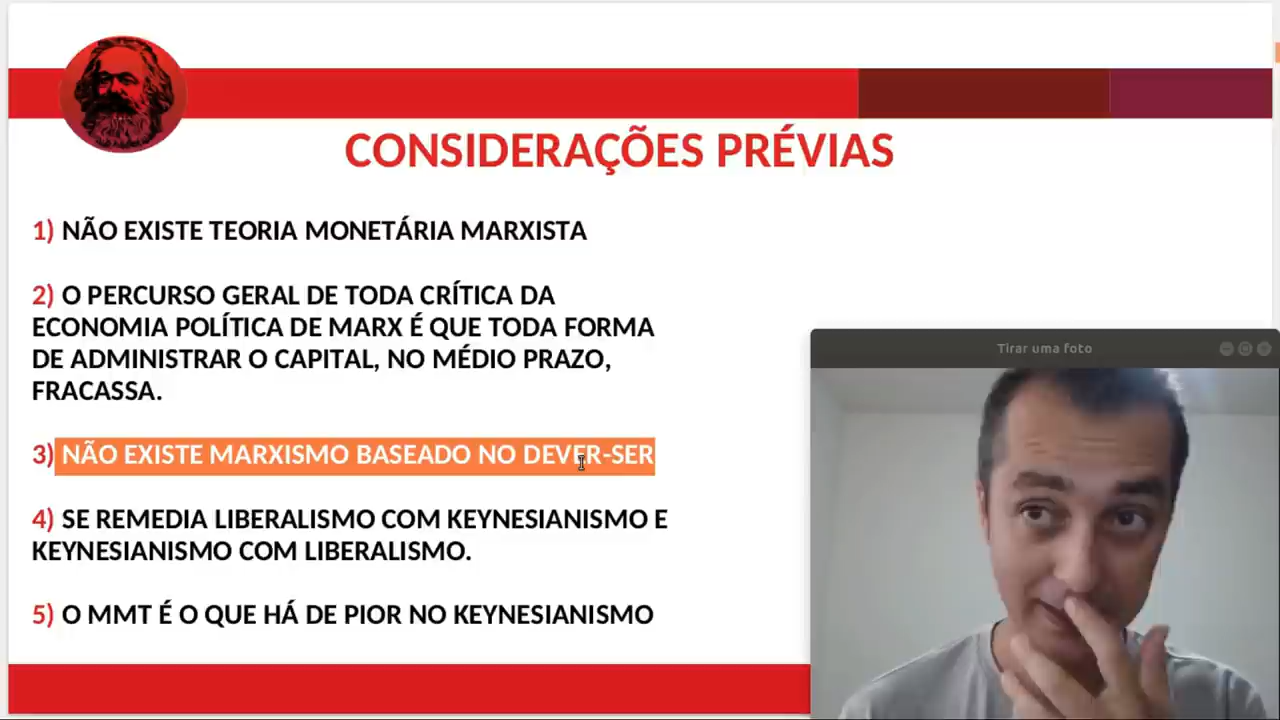 CONSIDERAÇÕES PRÉVIAS
1) NÃO EXISTE TEORIA MONETÁRIA MARXISTA
2) O PERCURSO GERAL DE TODA CRÍTICA DA
ECONOMIA POLÍTICA DE MARX É QUE TODA FORMA
DE ADMINISTRAR O CAPITAL, NO MÉDIO PRAZO,
FRACASSA.
3) NÃO EXISTE MARXISMO BASEADO NO DEVER-SER
4) SE REMEDIA LIBERALISMO COM KEYNESIANISMO E
KEYNESIANISMO COM LIBERALISMO.
5) O MMT É O QUE HÁ DE PIOR NO KEYNESIANISMO
Tirar uma foto